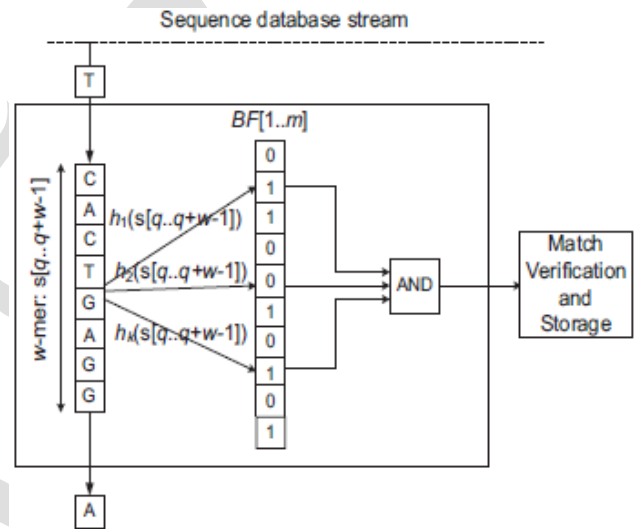 Sequence database stream
T
BF[1..m]
w-mer: s[q..q+w-1]
C
A
C
T
G
A
G
G
h1(s[q..q+w-1])
h2(s[q..q+w-1])
hk(s[q..q+w-1])
0
1
1
0
0
1
0
1
0
1
AND
Match
Verification
and
Storage
A